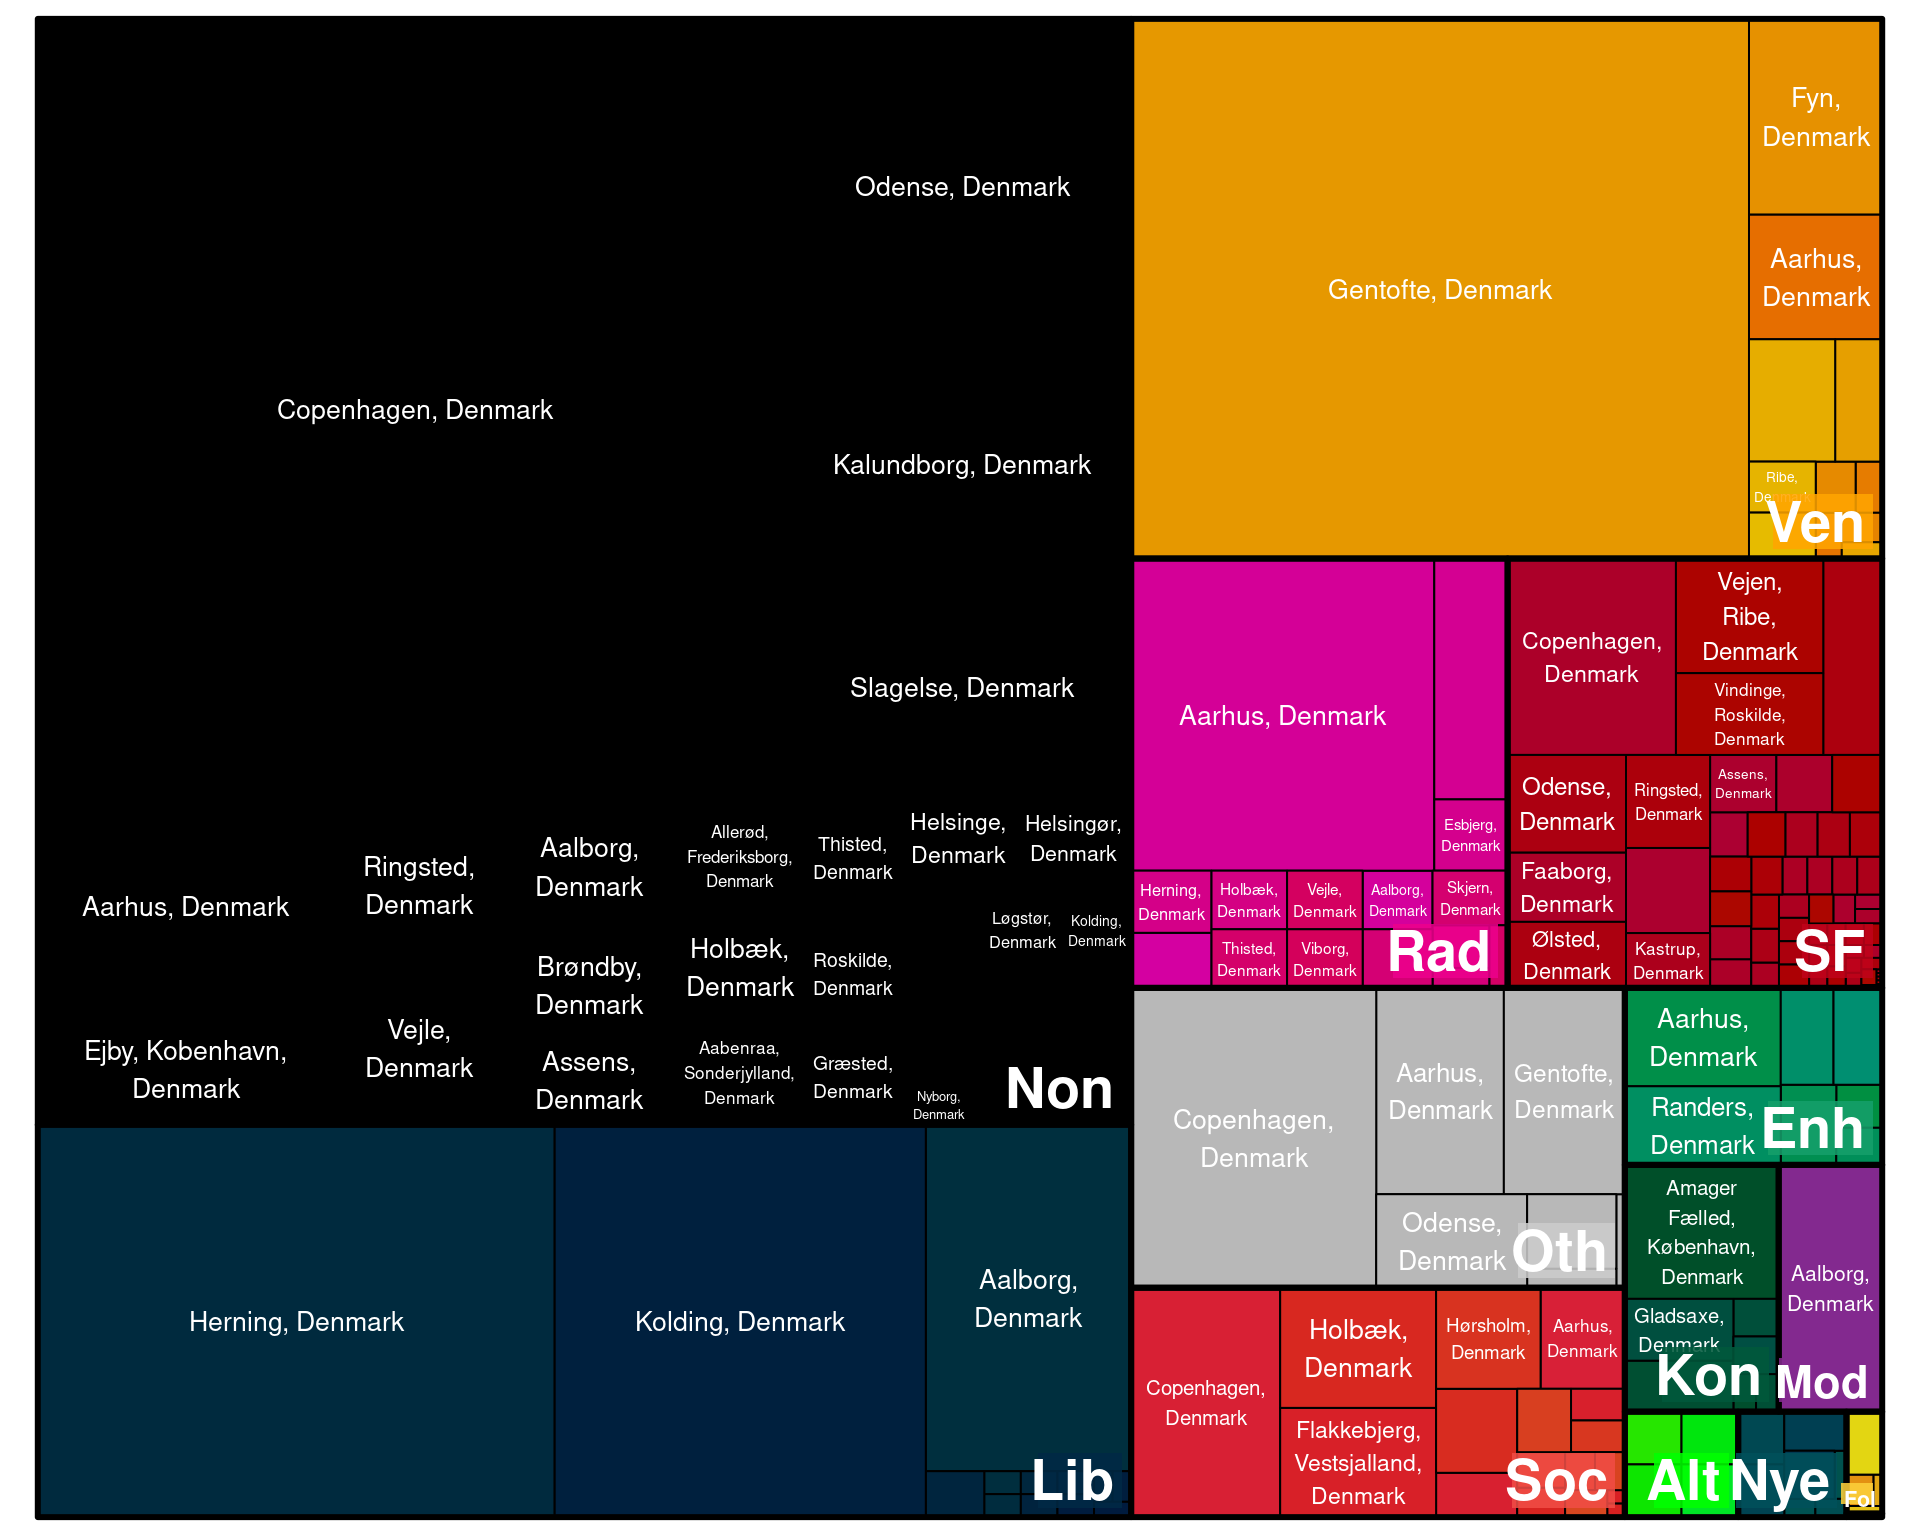 Odense, Denmark
Copenhagen, Denmark
Kalundborg, Denmark
Slagelse, Denmark
Aarhus, Denmark
Ejby, Kobenhavn,
Denmark
Ringsted,
Denmark
Vejle,
Denmark
Aalborg,
Denmark
Brøndby,
Denmark
Assens,
Denmark
Allerød,
Frederiksborg,
Denmark
Holbæk,
Denmark
Aabenraa,
Sonderjylland,
Denmark
Thisted,
Denmark
Roskilde,
Denmark
Græsted,
Denmark
Helsinge,
Denmark
Helsingør,
Denmark
Løgstør,
Denmark
Kolding,
Denmark
Nyborg,
Denmark
Non
Herning, Denmark
Kolding, Denmark
Aalborg,
Denmark
Lib
Gentofte, Denmark
Fyn,
Denmark
Aarhus,
Denmark
Ribe,
Denmark
Ven
Aarhus, Denmark
Esbjerg,
Denmark
Herning,
Denmark
Holbæk,
Denmark
Vejle,
Denmark
Aalborg,
Denmark
Skjern,
Denmark
Thisted,
Denmark
Viborg,
Denmark
Rad
Copenhagen,
Denmark
Vejen,
Ribe,
Denmark
Vindinge,
Roskilde,
Denmark
Odense,
Denmark
Ringsted,
Denmark
Assens,
Denmark
Faaborg,
Denmark
Ølsted,
Denmark
Kastrup,
Denmark
SF
Copenhagen,
Denmark
Aarhus,
Denmark
Gentofte,
Denmark
Odense,
Denmark
Oth
Aarhus,
Denmark
Randers,
Denmark
Enh
Amager
Fælled,
København,
Denmark
Gladsaxe,
Denmark
Kon
Aalborg,
Denmark
Mod
Copenhagen,
Denmark
Holbæk,
Denmark
Flakkebjerg,
Vestsjalland,
Denmark
Hørsholm,
Denmark
Aarhus,
Denmark
Soc
Alt
Nye
Fol